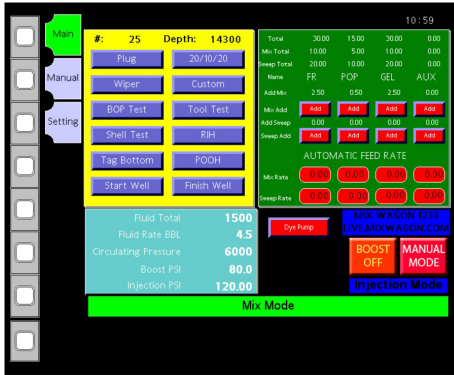 10:59
Main
Manual
Setting
#: 25 Depth: 14300
Plug 20/10/20
Wiper Custom
BOP Test Tool Test
Shell Test RIH
Tag Bottom POOH
Start Well Finish Well
Total 30.00 15.00 30.00 0.00
Mix Total 10.00 5.00 10.00 0.00
Sweep Total 20.00 10.00 20.00 0.00
Name FR POP GEL AUX
Add Mix 2.50 0.50 2.50 0.00
Mix Add Add Add Add Add
Add Sweep 0.00 0.00 0.00 0.00
Sweep Add Add Add Add Add
AUTOMATIC FEED RATE
Mix Rate 0.00 0.00 0.00 0.00
Sweep Rate 0.00 0.00 0.00 0.00
Fluid Total 1500
Fluid Rate BBL 4.5
Circulating Pressure 6000
Boost PSI 80.0
Injection PSI 120.00
Dye Pump
MIX WAGON 1233
LIVE.MIXWAGON.COM
BOOST OFF
MANUAL MODE
Injection Mode
Mix Mode